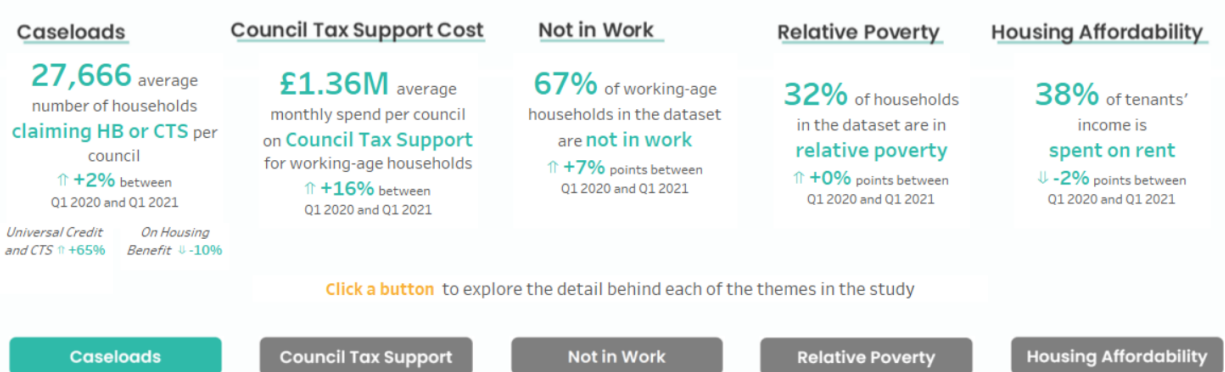 Caseloads
27,666 average
number of households
claiming HB or CTS per
council
⇑ +2% between
Q1 2020 and Q1 2021
Universal Credit
and CTS ⇑ +65%
On Housing
Benefit ⇓ -10%
Council Tax Support Cost
£1.36M average
monthly spend per council
on Council Tax Support
for working-age households
⇑ +16% between
Q1 2020 and Q1 2021
Not in Work
67% of working-age
households in the dataset
are not in work
⇑ +7% points between
Q1 2020 and Q1 2021
Relative Poverty
32% of households
in the dataset are in
relative poverty
⇑ +0% points between
Q1 2020 and Q1 2021
Housing Affordability
38% of tenants’
income is
spent on rent
⇓ -2% points between
Q1 2020 and Q1 2021
Click a button to explore the detail behind each of the themes in the study
Caseloads
Council Tax Support
Not in Work
Relative Poverty
Housing Affordability